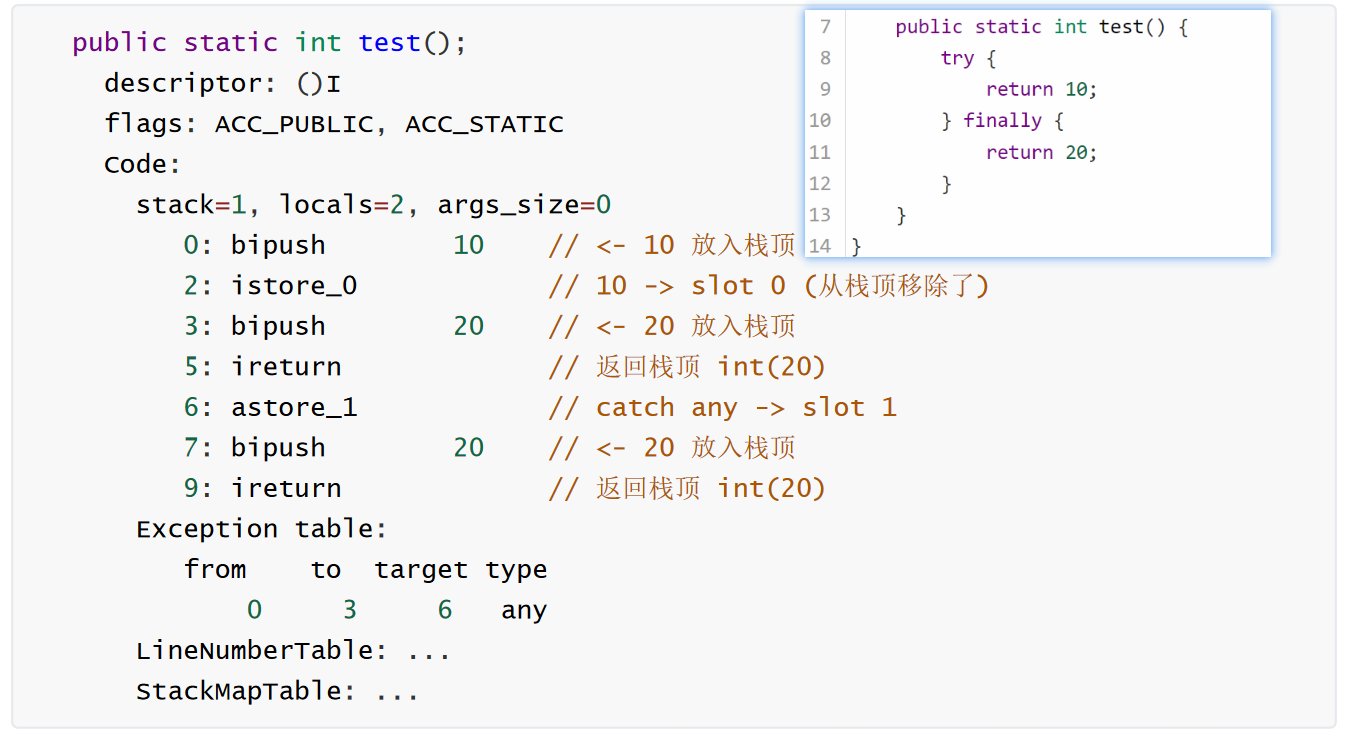 public static int test();
descriptor: ()I
flags: ACC_PUBLIC, ACC_STATIC
Code:
stack=1, locals=2, args_size=0
0: bipush 10 // <- 10 放入栈顶
2: istore_0 // 10 -> slot 0 (从栈顶移除了)
3: bipush 20 // <- 20 放入栈顶
5: ireturn // 返回栈顶 int(20)
6: astore_1 // catch any -> slot 1
7: bipush 20 // <- 20 放入栈顶
9: ireturn // 返回栈顶 int(20)
Exception table:
from to target type
0 3 6 any
LineNumberTable: ...
StackMapTable: ...
7 public static int test() {
8 try {
9 return 10;
10 } finally {
11 return 20;
12 }
13 }
14 }